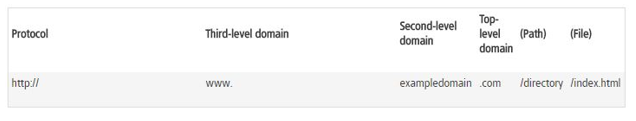 Protocol Third-level domain Second-level domain Top-level domain (Path) (File)
http:// www. exampledomain .com /directory /index.html